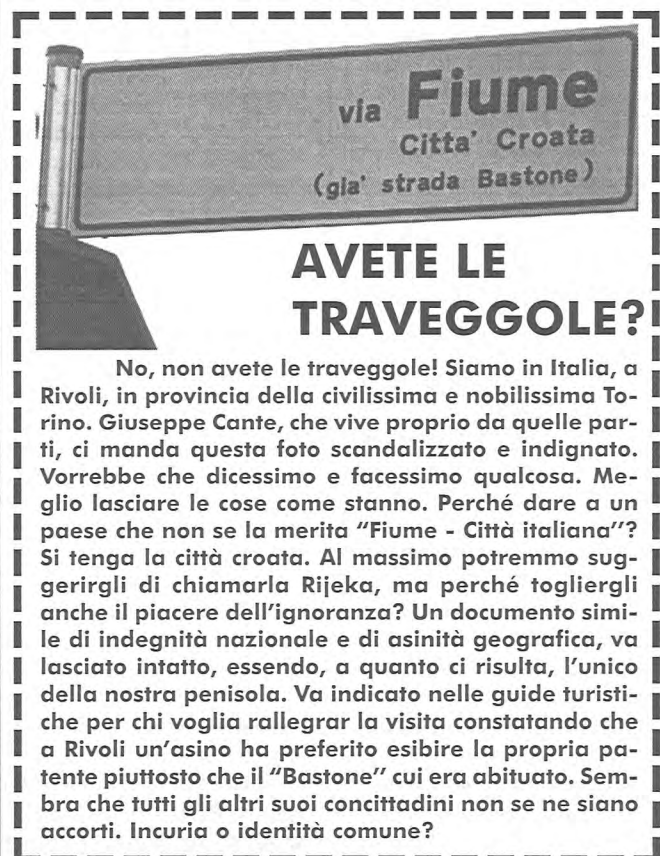 via Fiume
Citta' Croata
(gia' strada Bastone)
AVETE LE
TRAVEGGOLE?
No, non avete le traveggole! Siamo in Italia, a
Rivoli, in provincia della civilissima e nobilissima To-
rino. Giuseppe Cante, che vive proprio da quelle par-
ti, ci manda questa foto scandalizzato e indignato.
Vorrebbe che dicessimo e facessimo qualcosa. Me-
glio lasciare le cose come stanno. Perché dare a un
paese che non se la merita "Fiume - Città italiana"?
Si tenga la città croata. Al massimo potremmo sug-
gerirgli di chiamarla Rijeka, ma perché togliergli
anche il piacere dell'ignoranza? Un documento simi-
le di indegnità nazionale e di asinità geografica, va
lasciato intatto, essendo, a quanto ci risulta, l'unico
della nostra penisola. Va indicato nelle guide turisti-
che per chi voglia rallegrar la visita constatando che
a Rivoli un'asino ha preferito esibire la propria pa-
tente piuttosto che il "Bastone" cui era abituato. Sem-
bra che tutti gli altri suoi concittadini non se ne siano
accorti. Incuria o identità comune?